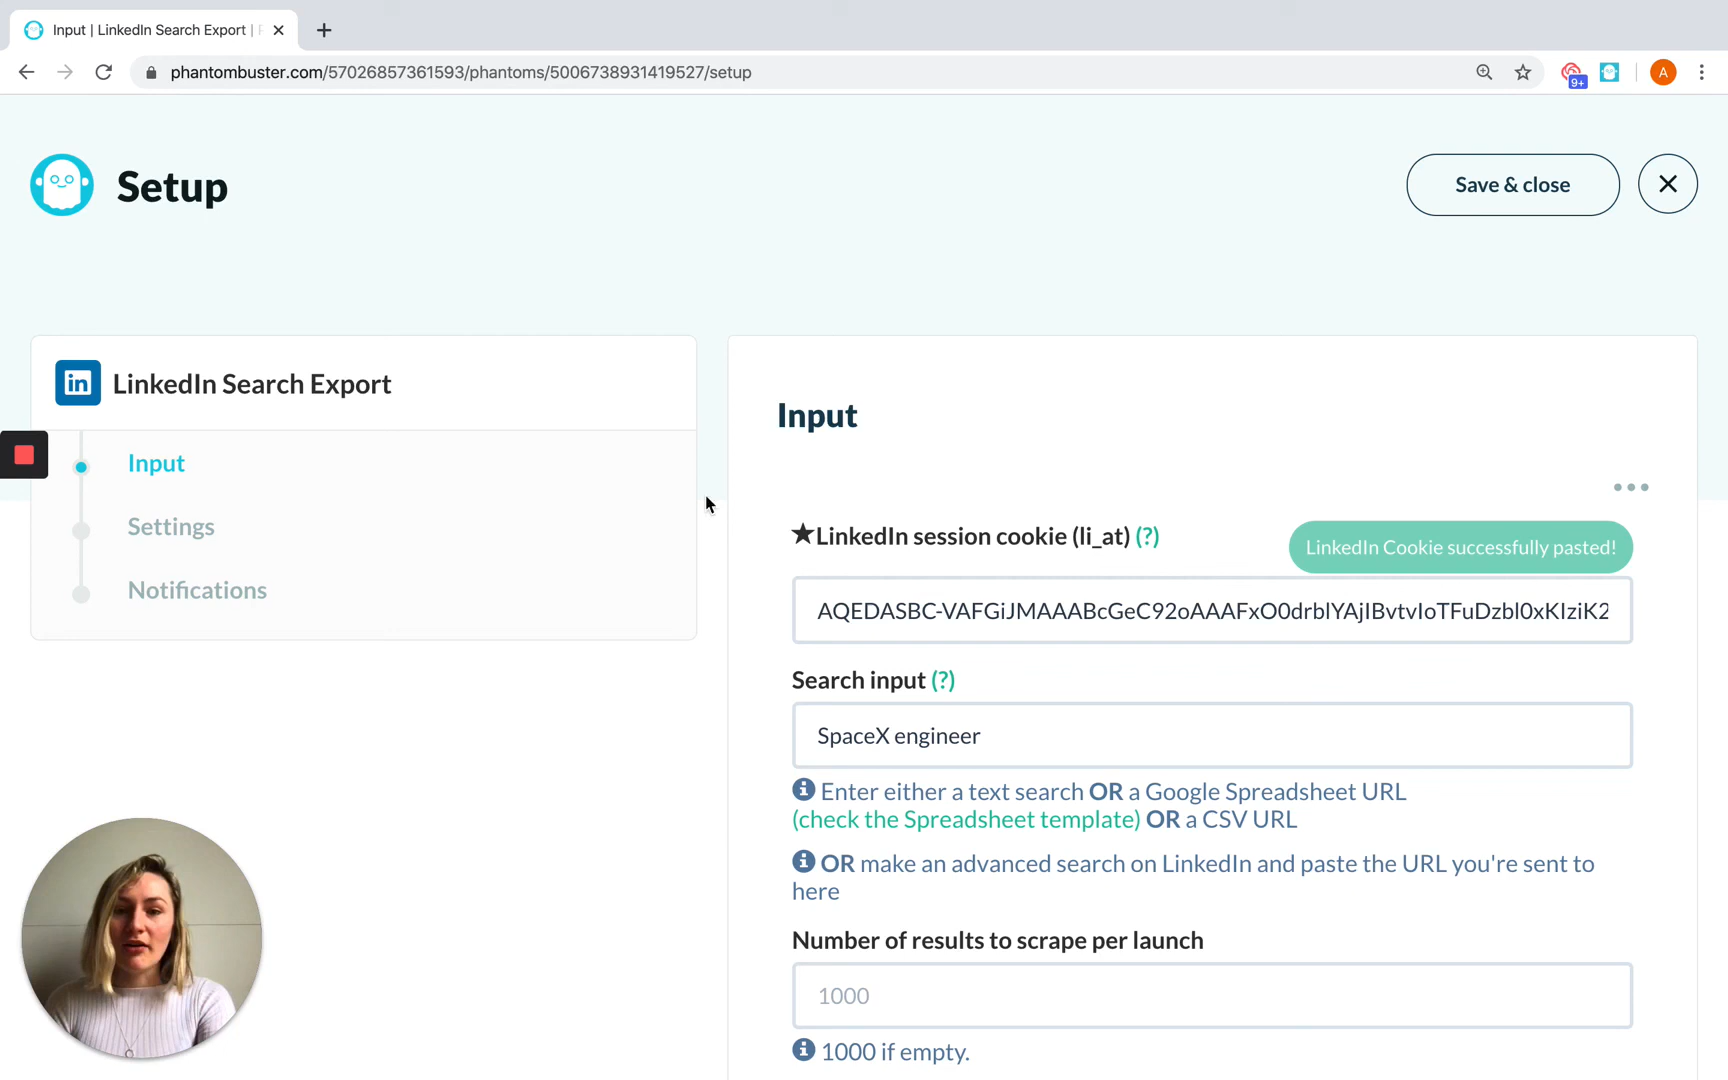 Input | LinkedIn Search Export |
phantombuster.com/57026857361593/phantoms/5006738931419527/setup
9+
A
Setup
Save & close
in
LinkedIn Search Export
Input
Settings
Notifications
Input
★LinkedIn session cookie (li_at) (?)
LinkedIn Cookie successfully pasted!
AQEDASBC-VAFGiJMAAABcGeC92oAAAFxO0drblYAjIBvtvIoTFuDzbl0xKIziK2
Search input (?)
SpaceX engineer
Enter either a text search OR a Google Spreadsheet URL
(check the Spreadsheet template) OR a CSV URL
OR make an advanced search on LinkedIn and paste the URL you're sent to
here
Number of results to scrape per launch
1000
1000 if empty.